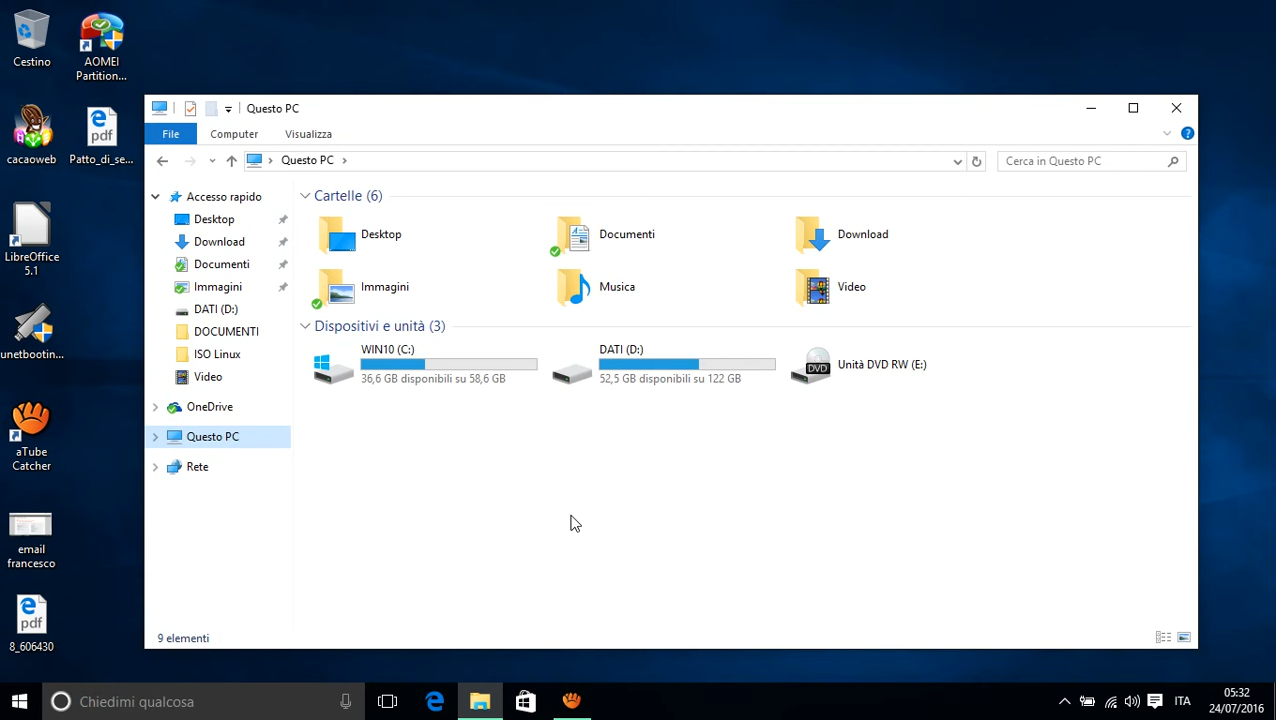 Cestino
AOMEI
Partition...
cacaoweb
Patto_di_se...
pdf
LibreOffice
5.1
unetbootin...
aTube
Catcher
email
francesco
pdf
8_606430
Questo PC
File
Computer
Visualizza
Questo PC
Cerca in Questo PC
Accesso rapido
Desktop
Download
Documenti
Immagini
DATI (D:)
DOCUMENTI
ISO Linux
Video
OneDrive
Questo PC
Rete
Cartelle (6)
Desktop
Documenti
Download
Immagini
Musica
Video
Dispositivi e unità (3)
WIN10 (C:)
36,6 GB disponibili su 58,6 GB
DATI (D:)
52,5 GB disponibili su 122 GB
DVD
Unità DVD RW (E:)
9 elementi
Chiedimi qualcosa
ITA
05:32
24/07/2016